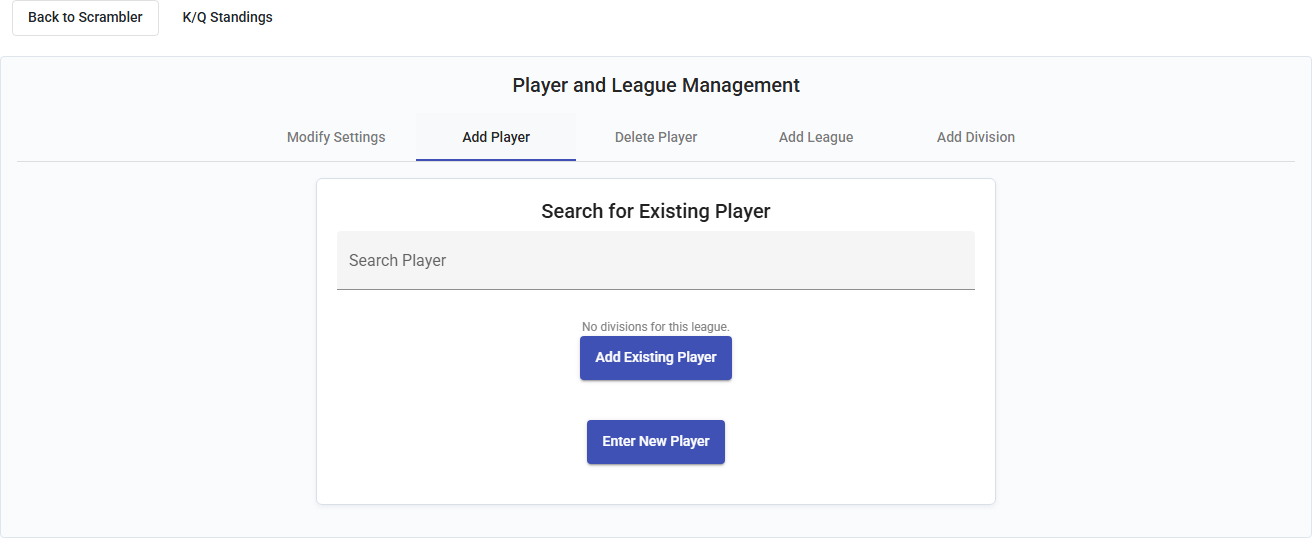 Back to Scrambler K/Q Standings
Player and League Management
Modify Settings Add Player Delete Player Add League Add Division
Search for Existing Player
Search Player
No divisions for this league.
Add Existing Player
Enter New Player